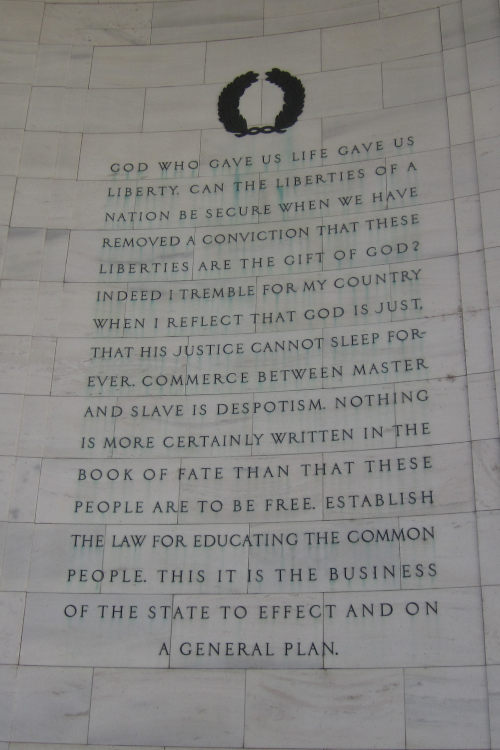 GOD WHO GAVE US LIFE GAVE US
LIBERTY. CAN THE LIBERTIES OF A
NATION BE SECURE WHEN WE HAVE
REMOVED A CONVICTION THAT THESE
LIBERTIES ARE THE GIFT OF GOD?
INDEED I TREMBLE FOR MY COUNTRY
WHEN I REFLECT THAT GOD IS JUST,
THAT HIS JUSTICE CANNOT SLEEP FOR-
EVER. COMMERCE BETWEEN MASTER
AND SLAVE IS DESPOTISM. NOTHING
IS MORE CERTAINLY WRITTEN IN THE
BOOK OF FATE THAN THAT THESE
PEOPLE ARE TO BE FREE. ESTABLISH
THE LAW FOR EDUCATING THE COMMON
PEOPLE. THIS IT IS THE BUSINESS
OF THE STATE TO EFFECT AND ON
A GENERAL PLAN.